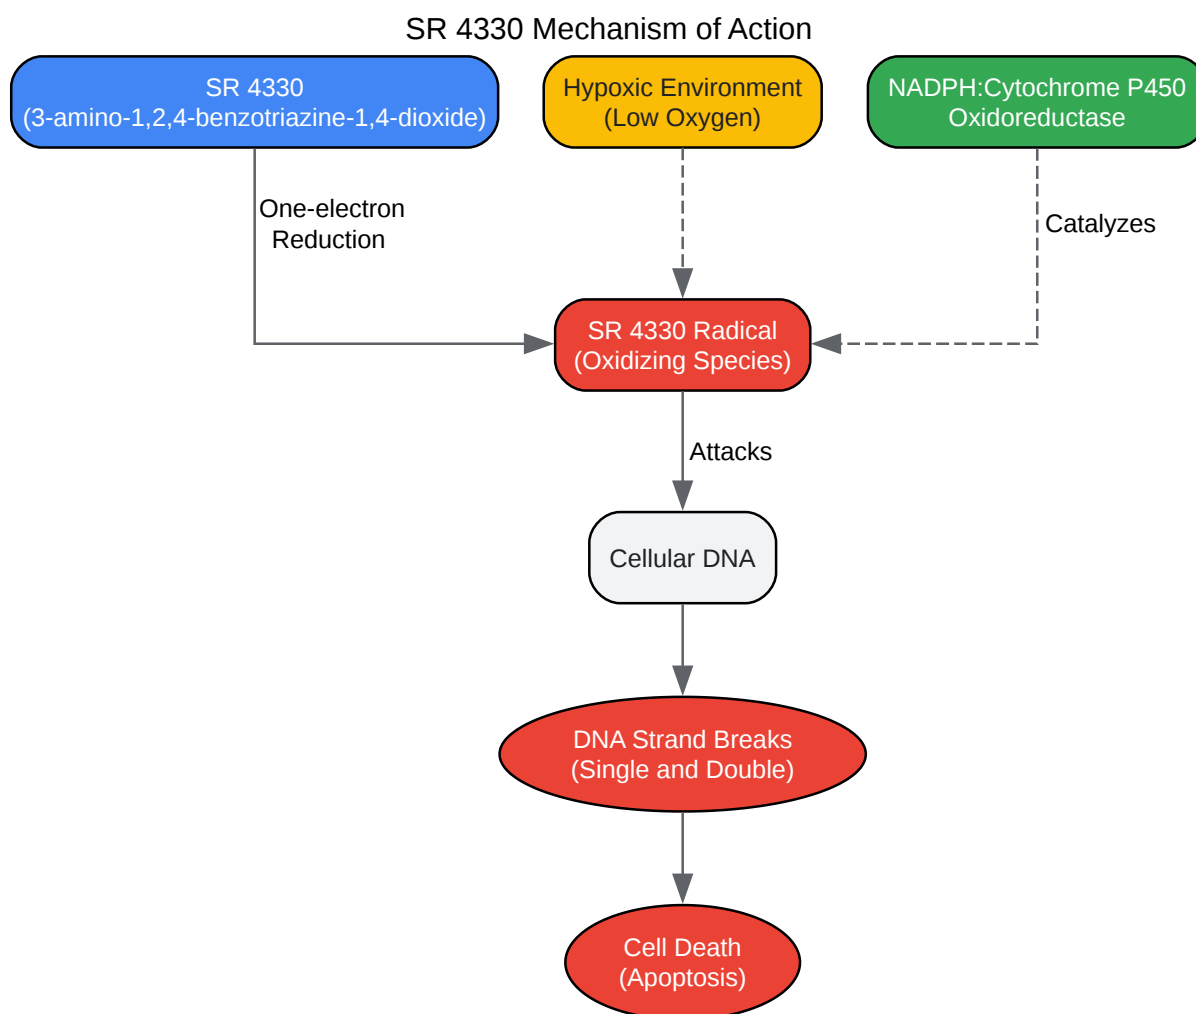 SR 4330 Mechanism of Action
SR 4330
(3-amino-1,2,4-benzotriazine-1,4-dioxide)
Hypoxic Environment
(Low Oxygen)
NADPH:Cytochrome P450
Oxidoreductase
One-electron
Reduction
Catalyzes
SR 4330 Radical
(Oxidizing Species)
Attacks
Cellular DNA
DNA Strand Breaks
(Single and Double)
Cell Death
(Apoptosis)